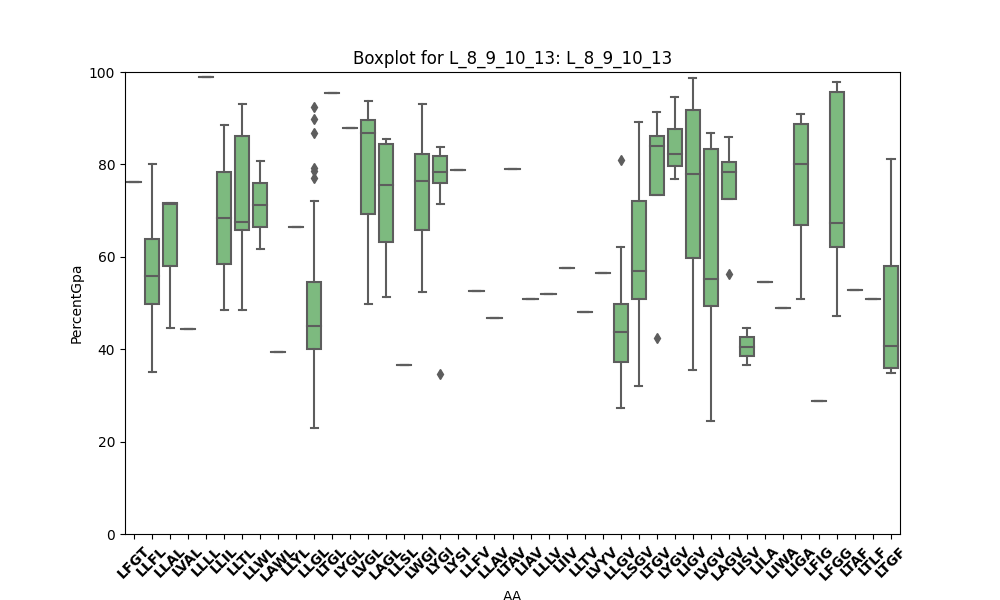 Boxplot for L_8_9_10_13: L_8_9_10_13
PercentGpa
100
80
60
40
20
0
LFGT LLFL LLAL LVAL LLLL LLIL LLTL LLWL LAWL LLYL LLGL LTGL LYGL LVGL LAGL LLSL LWGI LYGI LYSI LLFV LLAV LTAV LIAV LLLV LIIV LLTV LVYV LLGV LSGV LTGV LYGV LIGV LVGV LAGV LISV LILA LIWA LIGA LFIG LFGG LTAF LTLF LTGF
AA